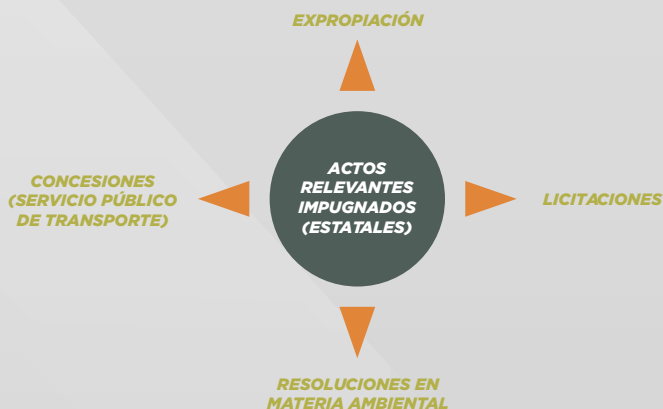 EXPROPIACIÓN
CONCESIONES
(SERVICIO PÚBLICO
DE TRANSPORTE)
ACTOS
RELEVANTES
IMPUGNADOS
(ESTATALES)
LICITACIONES
RESOLUCIONES EN
MATERIA AMBIENTAL